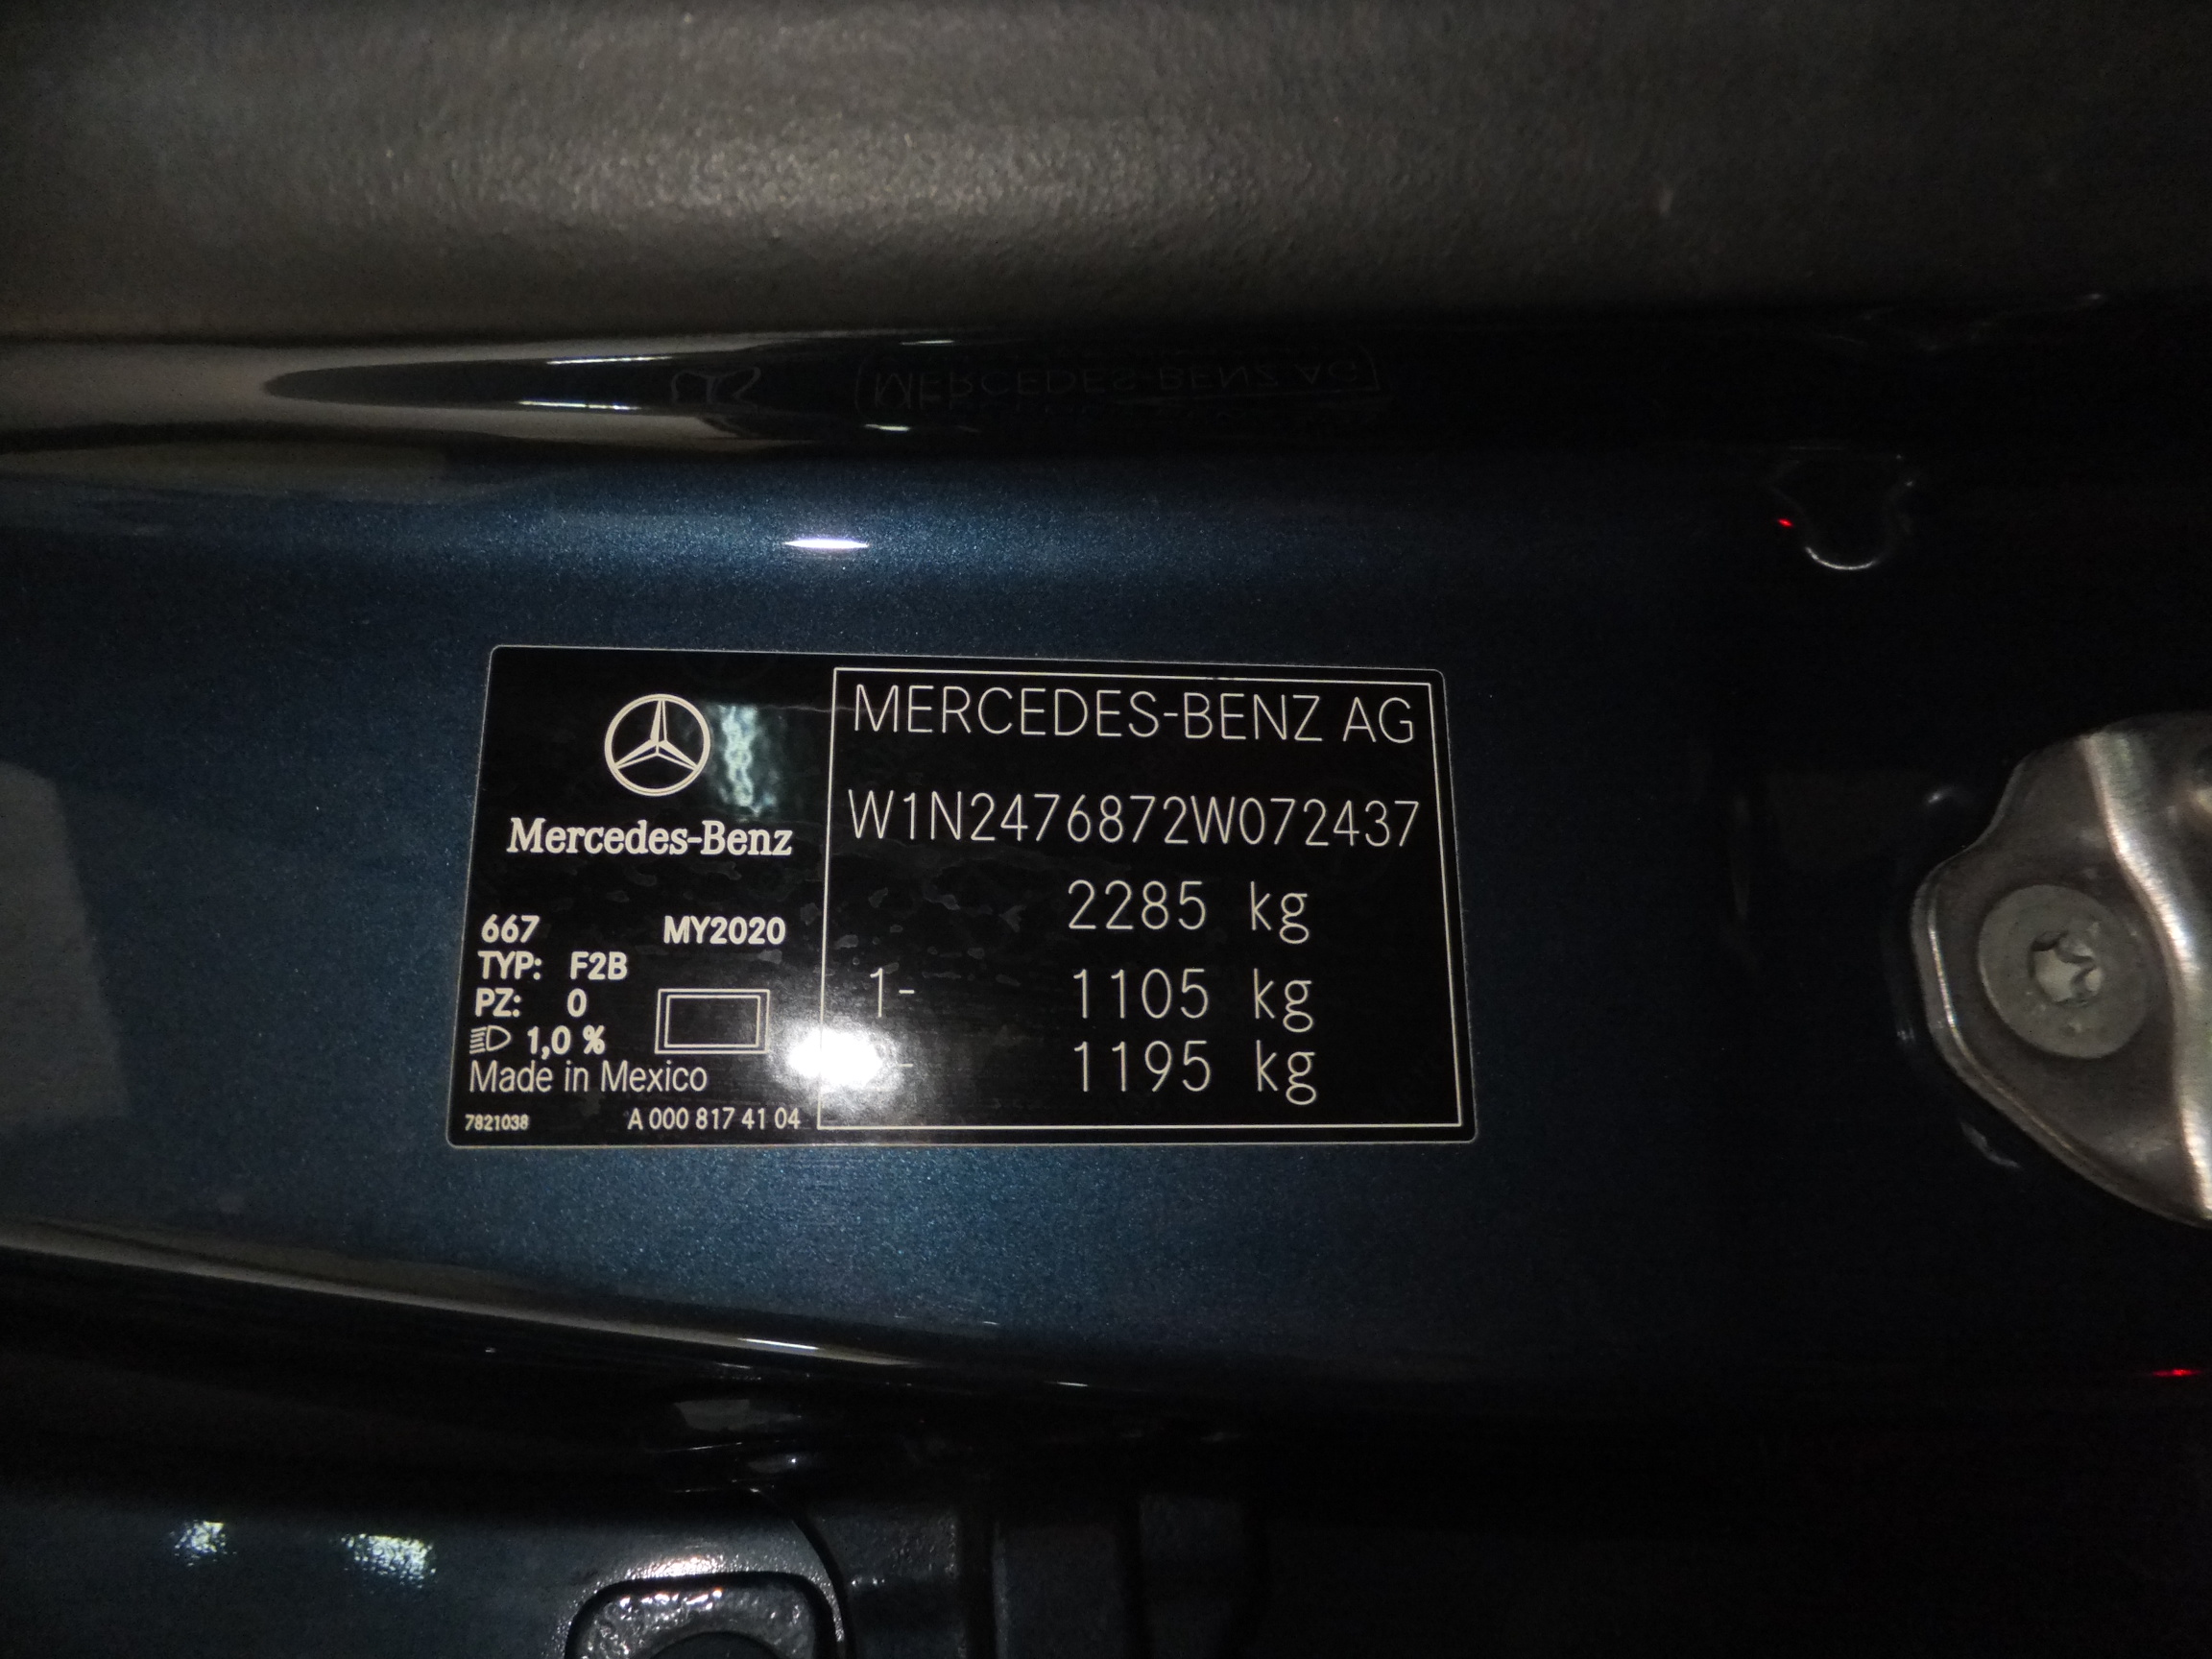 Mercedes-Benz
667 MY2020
TYP: F2B
PZ: 0
1,0 %
Made in Mexico
7821038 A 000 817 41 04
MERCEDES-BENZ AG
W1N2476872W072437
2285 kg
1- 1105 kg
- 1195 kg